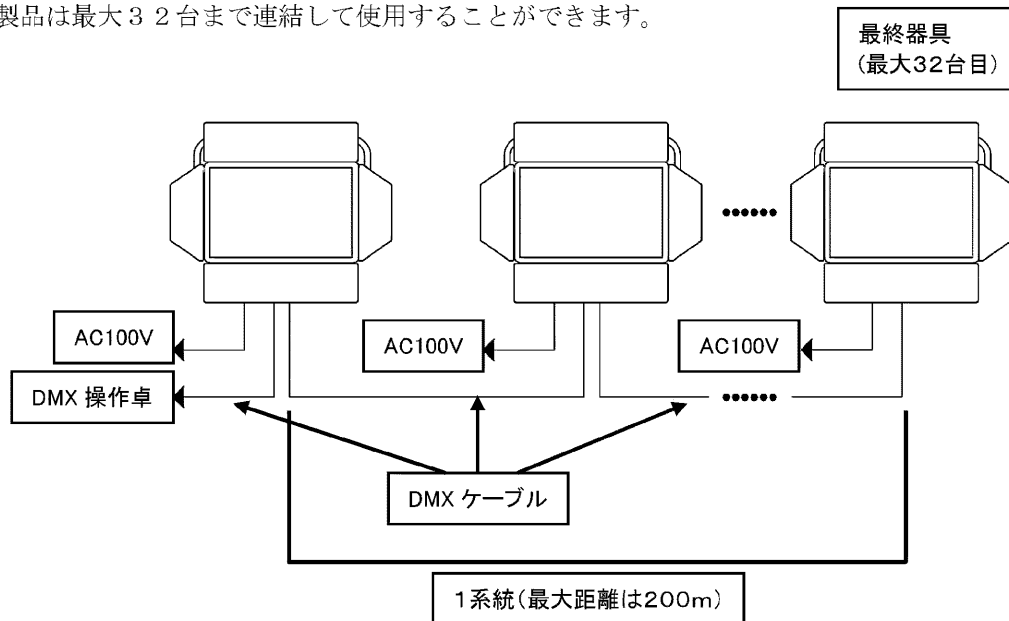 製品は最大３２台まで連結して使用することができます。
最終器具
(最大32台目)
AC100V
AC100V
AC100V
DMX 操作卓
DMX ケーブル
1系統(最大距離は200m)